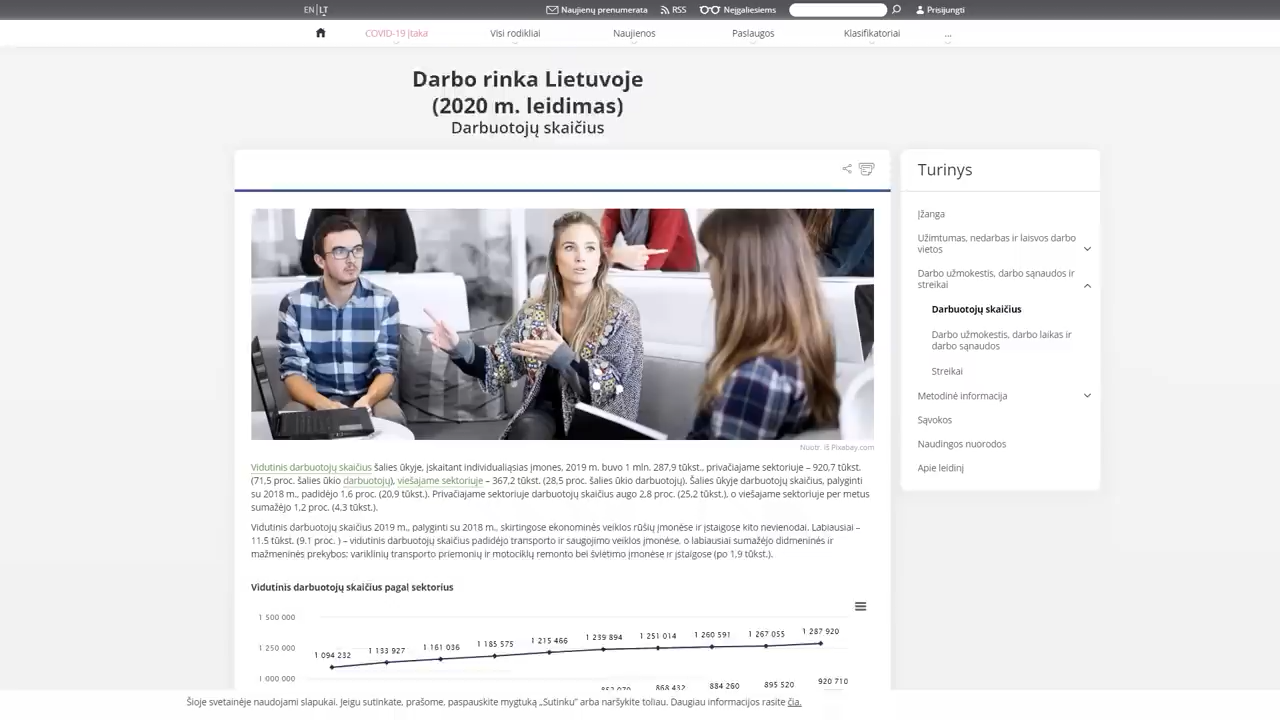 EN | LT
Naujienų prenumerata
RSS
Neįgaliesiems
Prisijungti
COVID-19 įtaka
Visi rodikliai
Naujienos
Paslaugos
Klasifikatoriai
...
Darbo rinka Lietuvoje
(2020 m. leidimas)
Darbuotojų skaičius
Nuotr. iš Pixabay.com
Vidutinis darbuotojų skaičius šalies ūkyje, įskaitant individualiąsias įmones, 2019 m. buvo 1 mln. 287,9 tūkst., privačiajame sektoriuje – 920,7 tūkst.
(71,5 proc. šalies ūkio darbuotojų), viešajame sektoriuje – 367,2 tūkst. (28,5 proc. šalies ūkio darbuotojų). Šalies ūkyje darbuotojų skaičius, palyginti
su 2018 m., padidėjo 1,6 proc. (20,9 tūkst.). Privačiajame sektoriuje darbuotojų skaičius augo 2,8 proc. (25,2 tūkst.), o viešajame sektoriuje per metus
sumažėjo 1,2 proc. (4,3 tūkst.).
Vidutinis darbuotojų skaičius 2019 m., palyginti su 2018 m., skirtingose ekonominės veiklos rūšių įmonėse ir įstaigose kito nevienodai. Labiausiai –
11,5 tūkst. (9,1 proc. ) – vidutinis darbuotojų skaičius padidėjo transporto ir saugojimo veiklos įmonėse, o labiausiai sumažėjo didmeninės ir
mažmeninės prekybos; variklinių transporto priemonių ir motociklų remonto bei švietimo įmonėse ir įstaigose (po 1,9 tūkst.).
Vidutinis darbuotojų skaičius pagal sektorius
1 500 000
1 250 000
1 000 000
1 094 232
1 133 927
1 161 036
1 185 575
1 215 466
1 239 894
1 251 014
1 260 591
1 267 055
1 287 920
852 070
868 432
884 260
895 520
920 710
Turinys
Įžanga
Užimtumas, nedarbas ir laisvos darbo
vietos
Darbo užmokestis, darbo sąnaudos ir
streikai
Darbuotojų skaičius
Darbo užmokestis, darbo laikas ir
darbo sąnaudos
Streikai
Metodinė informacija
Sąvokos
Naudingos nuorodos
Apie leidinį
Šioje svetainėje naudojami slapukai. Jeigu sutinkate, prašome, paspauskite mygtuką „Sutinku“ arba naršykite toliau. Daugiau informacijos rasite čia.